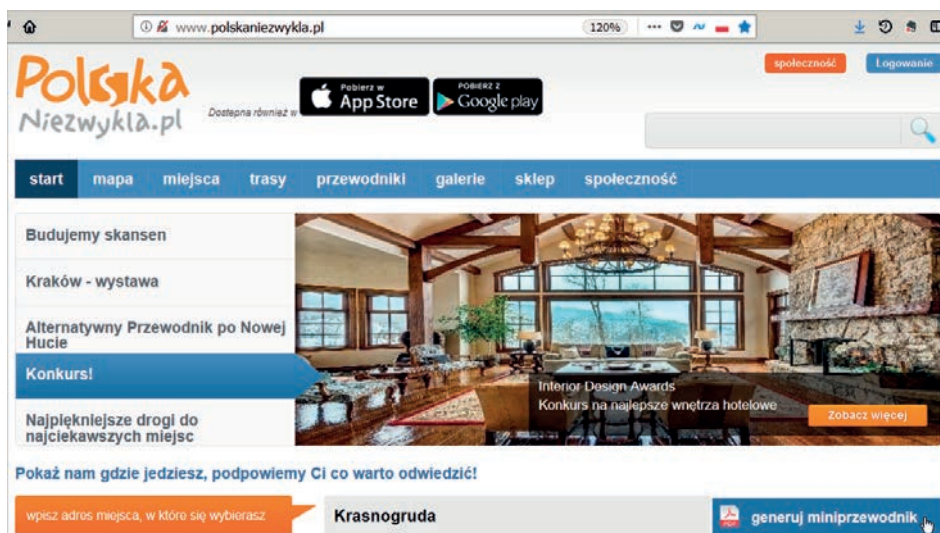 www.polskaniezwykla.pl
120%
Polska
Niezwykla.pl
Dostępna również w
Pobierz w
App Store
POBIERZ Z
Google play
społeczność
Logowanie
start mapa miejsca trasy przewodniki galerie sklep społeczność
Budujemy skansen
Kraków - wystawa
Alternatywny Przewodnik po Nowej
Hucie
Konkurs!
Najpiękniejsze drogi do
najciekawszych miejsc
Interior Design Awards
Konkurs na najlepsze wnętrza hotelowe
Zobacz więcej
Pokaż nam gdzie jedziesz, podpowiemy Ci co warto odwiedzić!
wpisz adres miejsca, w które się wybierasz
Krasnogruda
PDF
generuj miniprzewodnik